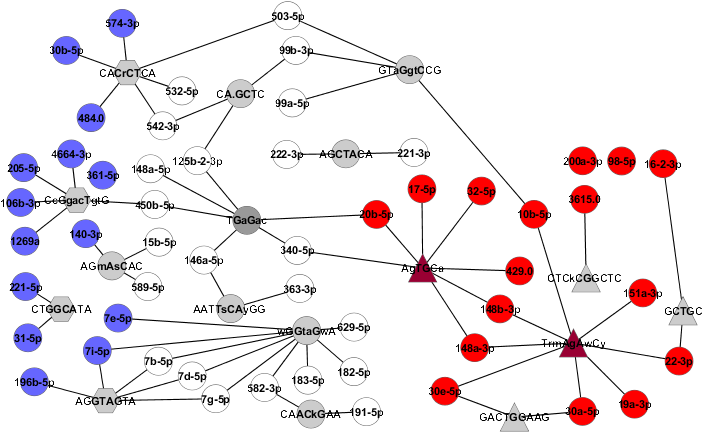 503-5p
574-3p
30b-5p
99b-3p
CACrCTCA
GTaGgtCCG
532-5p
CA.GCTC
99a-5p
484.0
542-3p
4664-3p
222-3p
AGCTACA
221-3p
125b-2-3p
200a-3p
98-5p
16-2-3p
205-5p
361-5p
148a-5p
17-5p
32-5p
3615.0
106b-3p
CcGgacTgtG
450b-5p
20b-5p
10b-5p
TGaGac
1269a
140-3p
15b-5p
340-5p
146a-5p
AGmAsCAC
AgTGCa
429.0
CTCkCGGCTC
221-5p
589-5p
363-3p
151a-3p
CTGGCATA
AATTsCAyGG
148b-3p
GCTGC
7e-5p
wGGtaGwA
629-5p
31-5p
7i-5p
148a-3p
TrmAgAwCy
7b-5p
22-3p
7d-5p
183-5p
182-5p
196b-5p
582-3p
30e-5p
AGGTAGTA
7g-5p
19a-3p
CAACkGAA
191-5p
GACTGGAAG
30a-5p